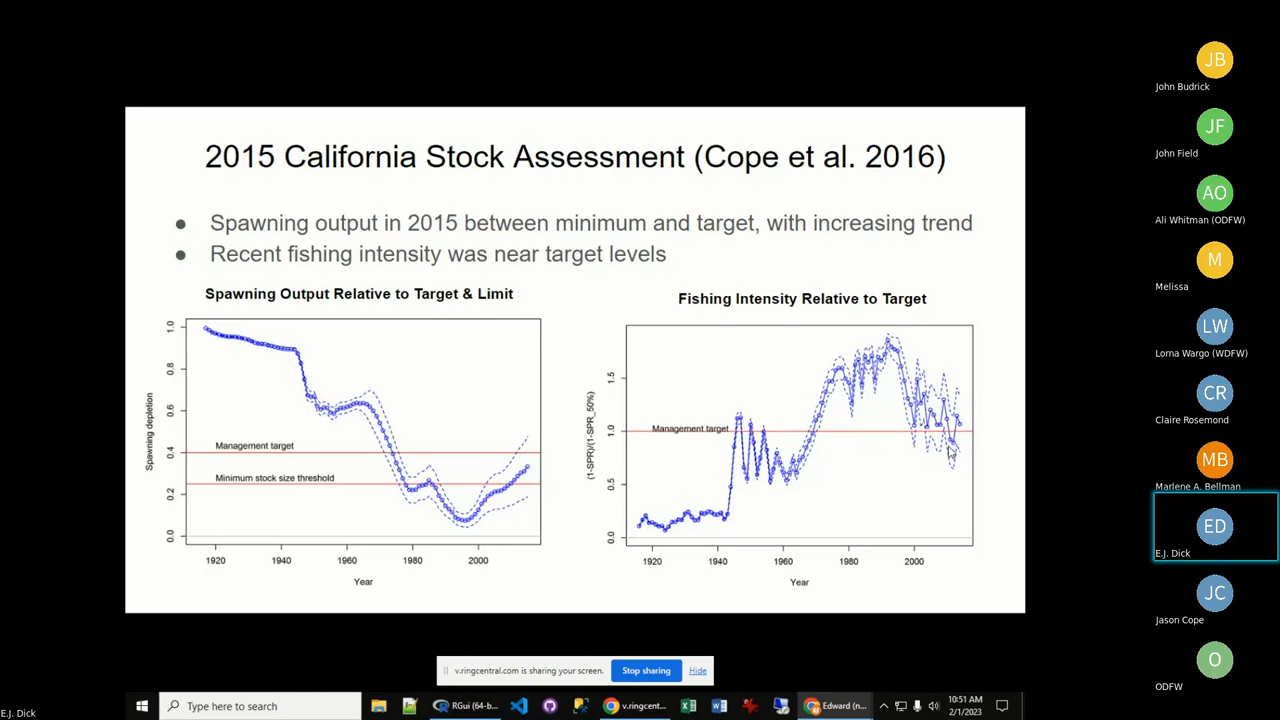 2015 California Stock Assessment (Cope et al. 2016)
● Spawning output in 2015 between minimum and target, with increasing trend
● Recent fishing intensity was near target levels
Spawning Output Relative to Target & Limit
Spawning depletion
1.0
0.8
0.6
0.4
0.2
0.0
Management target
Minimum stock size threshold
1920 1940 1960 1980 2000
Year
Fishing Intensity Relative to Target
(1-SPR)/(1-SPR_50%)
1.5
1.0
0.5
0.0
Management target
1920 1940 1960 1980 2000
Year
JB
John Budrick
JF
John Field
AO
Ali Whitman (ODFW)
M
Melissa
LW
Lorna Wargo (WDFW)
CR
Claire Rosemond
MB
Marlene A. Bellman
ED
E.J. Dick
JC
Jason Cope
O
ODFW
v.ringcentral.com is sharing your screen. Stop sharing Hide
E.J. Dick
Type here to search
RGui (64-b...
v.ringcent...
Edward (n...
10:51 AM
2/1/2023